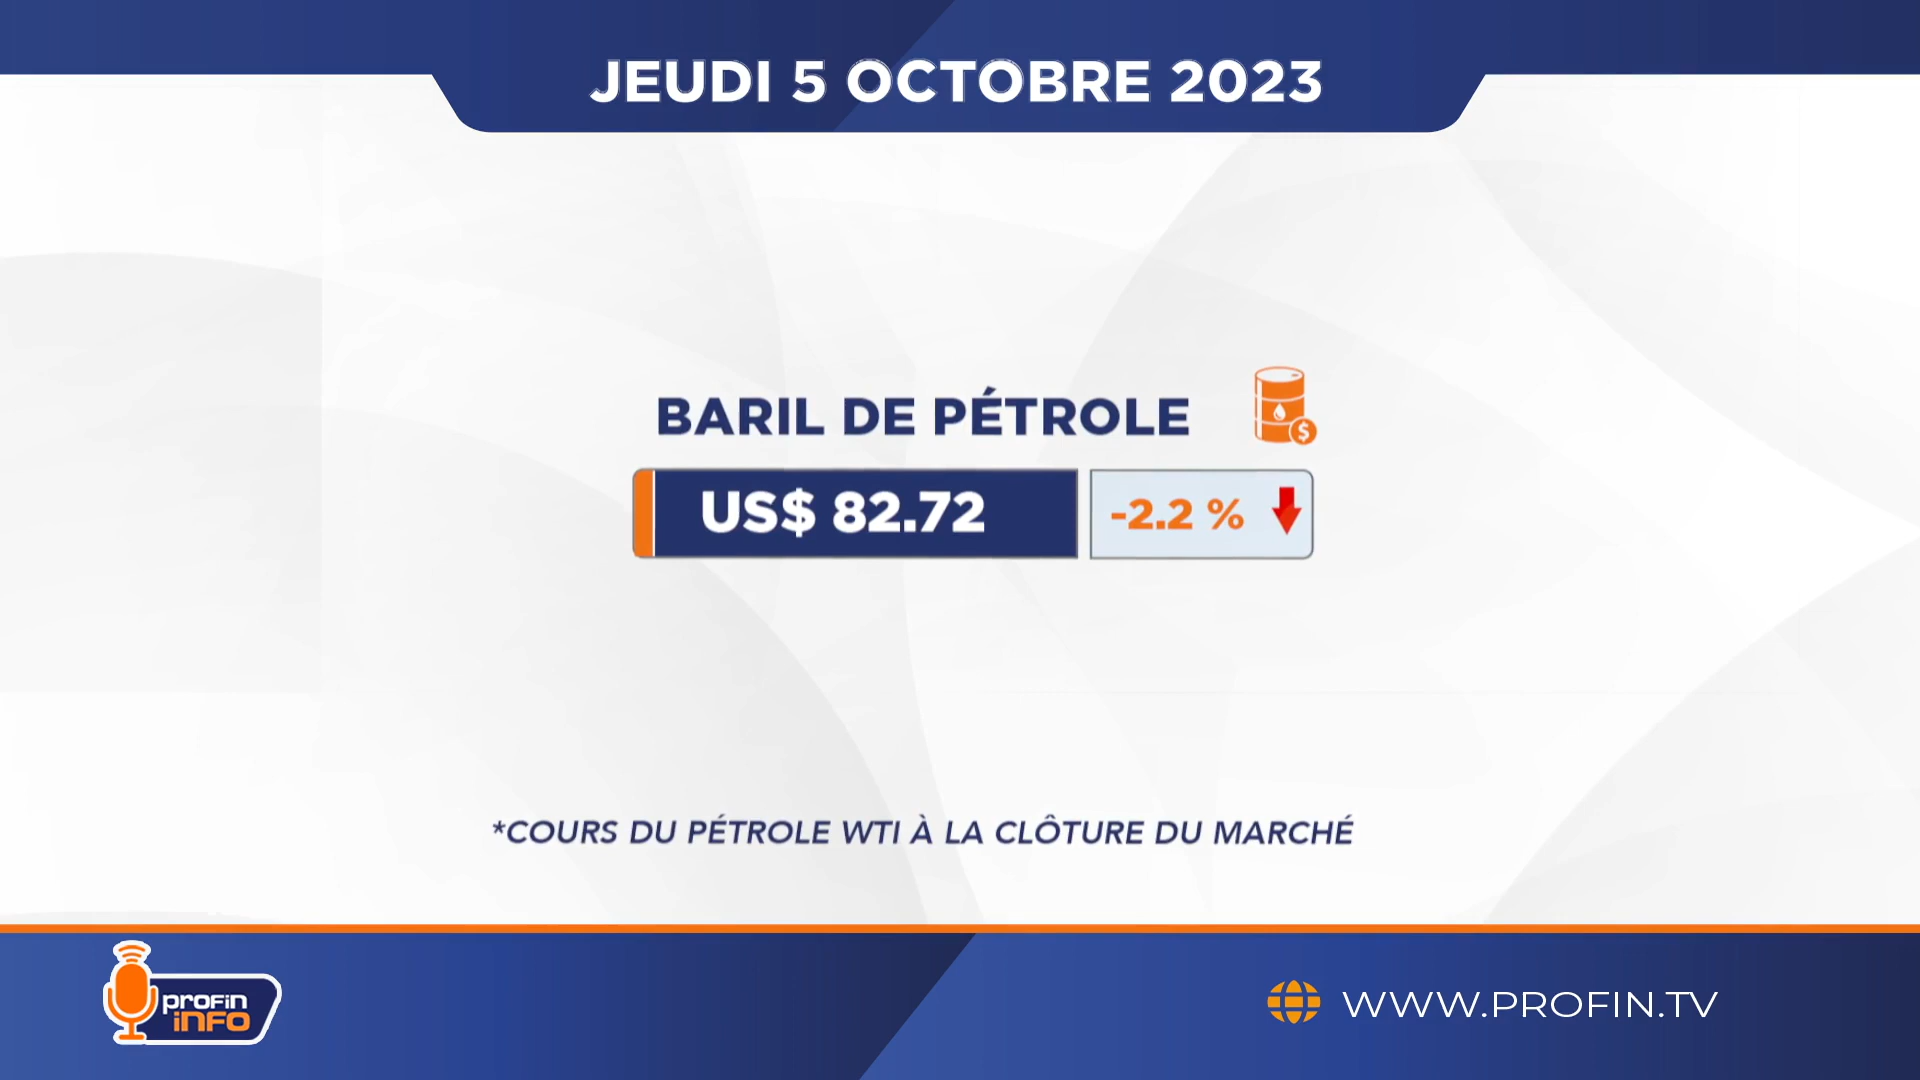 JEUDI 5 OCTOBRE 2023
BARIL DE PÉTROLE
$
US$ 82.72
-2.2 %
*COURS DU PÉTROLE WTI À LA CLÔTURE DU MARCHÉ
profin
info
WWW.PROFIN.TV